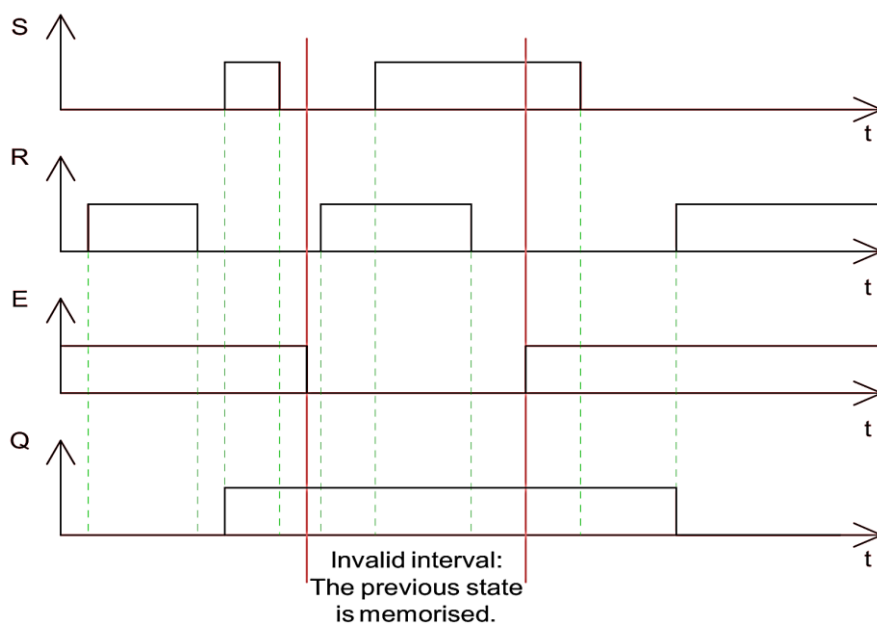 S
t
R
t
E
t
Q
t
Invalid interval:
The previous state
is memorised.